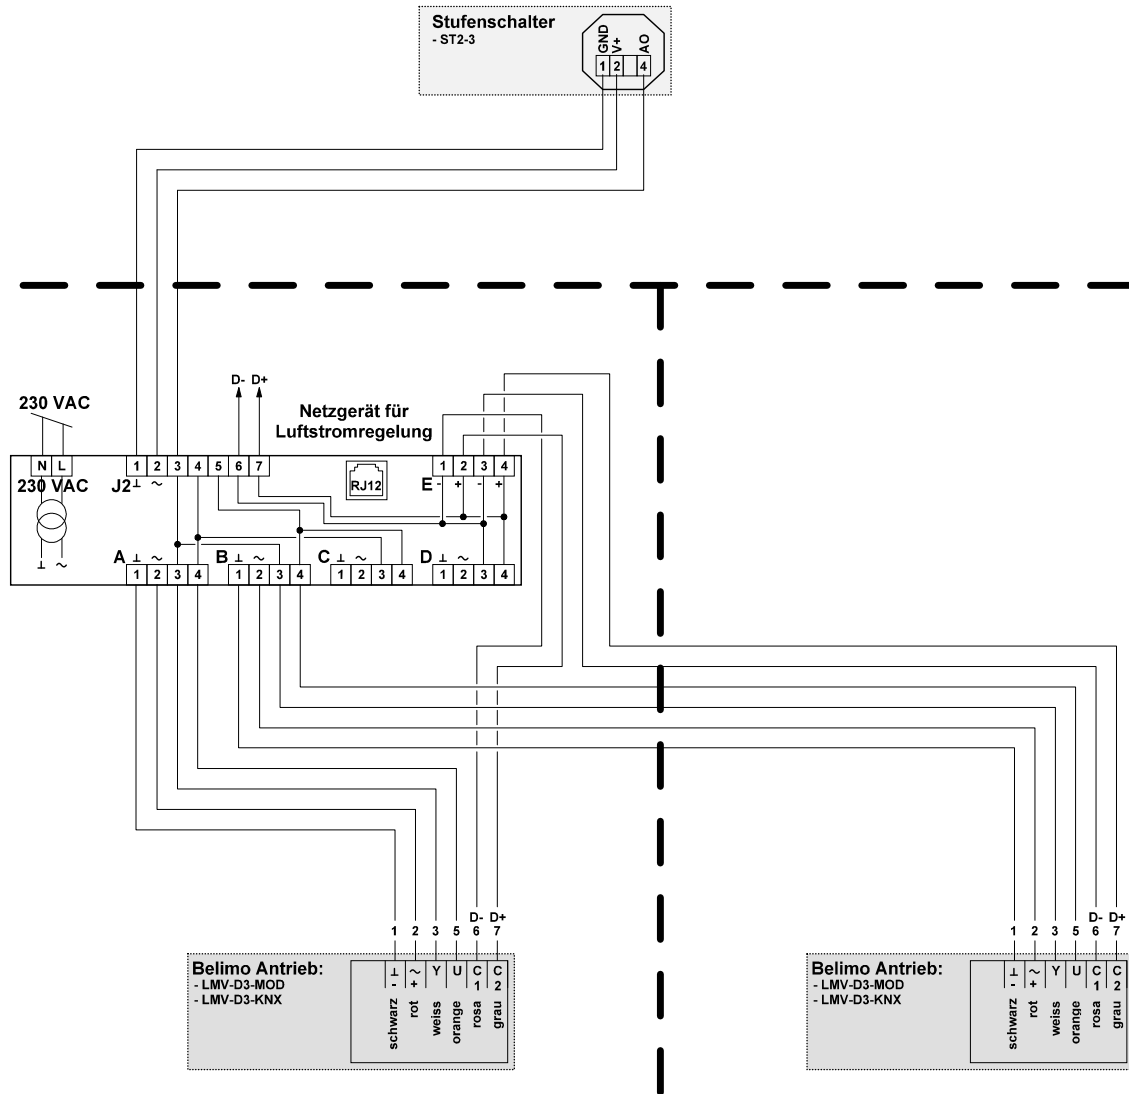 Stufenschalter
- ST2-3
GND
V+
AO
1 2 4
D- D+
230 VAC
Netzgerät für
Luftstromregelung
N L
1 2 3 4 5 6 7
RJ12
1 2 3 4
230 VAC
J2 ⊥ ~
E - + - +
⊥ ~
A ⊥ ~
B ⊥ ~
C ⊥ ~
D ⊥ ~
1 2 3 4
1 2 3 4
1 2 3 4
1 2 3 4
D- D+
1 2 3 5 6 7
Belimo Antrieb:
- LMV-D3-MOD
- LMV-D3-KNX
⊥ ~ Y U C C
- + 1 2
schwarz
rot
weiss
orange
rosa
grau
D- D+
1 2 3 5 6 7
Belimo Antrieb:
- LMV-D3-MOD
- LMV-D3-KNX
⊥ ~ Y U C C
- + 1 2
schwarz
rot
weiss
orange
rosa
grau